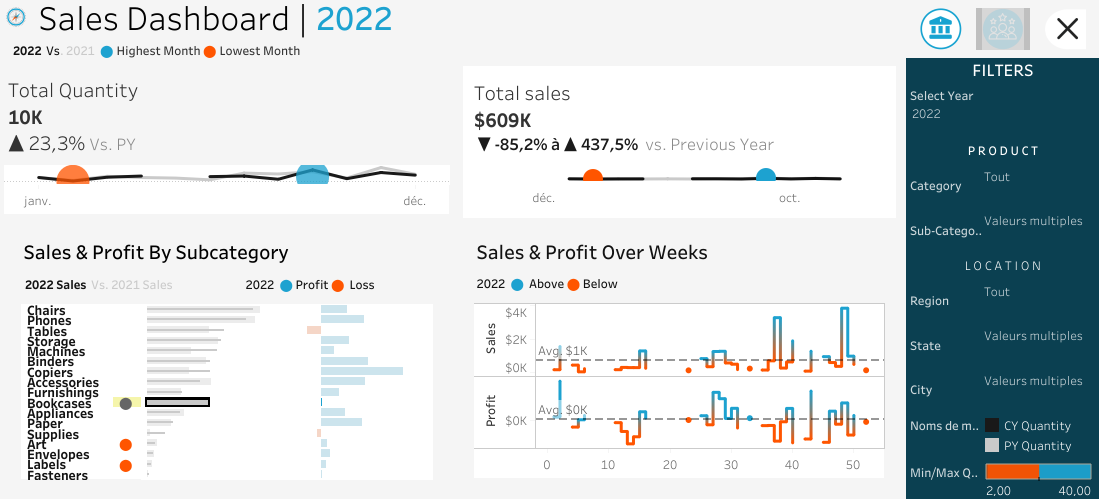 Sales Dashboard | 2022
2022 Vs. 2021 Highest Month Lowest Month
Total Quantity
10K
▲ 23,3% Vs. PY
janv.
déc.
Total sales
$609K
▼ -85,2% à ▲ 437,5% vs. Previous Year
déc.
oct.
Sales & Profit By Subcategory
2022 Sales Vs. 2021 Sales
2022 Profit Loss
Chairs
Phones
Tables
Storage
Machines
Binders
Copiers
Accessories
Furnishings
Bookcases
Appliances
Paper
Supplies
Art
Envelopes
Labels
Fasteners
Sales & Profit Over Weeks
2022 Above Below
Sales
$4K
$2K
$0K
Avg. $1K
Profit
$0K
Avg. $0K
0 10 20 30 40 50
FILTERS
Select Year
2022
PRODUCT
Category
Tout
Sub-Catego..
Valeurs multiples
LOCATION
Region
Tout
State
Valeurs multiples
City
Valeurs multiples
Noms de m..
CY Quantity
PY Quantity
Min/Max Q..
2,00 40,00